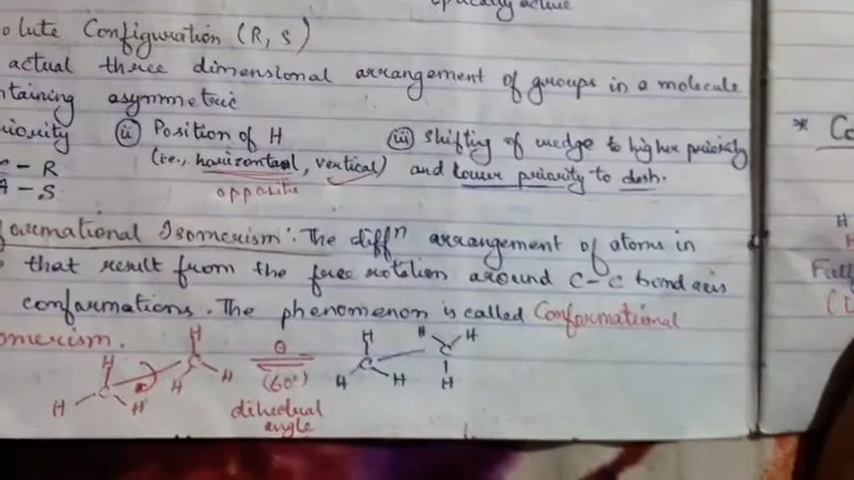 optically active
olute Configuration (R, S)
actual three dimensional arrangement of groups in a molecule
ntaining asymmetric
riority (ii) Position of H (iii) Shifting of wedge to higher priority
(i.e., horizontal, vertical) and lower priority to dash.
– R
– S
opposite
formational Isomerism : The diffn arrangement of atoms in
that result from the free rotation around C–C bond axis
conformations. The phenomenon is called Conformational
omerism.
H H H H H
C C θ C C
H H H H (60°) H H H
dihedral
angle
* Co
H
H
(